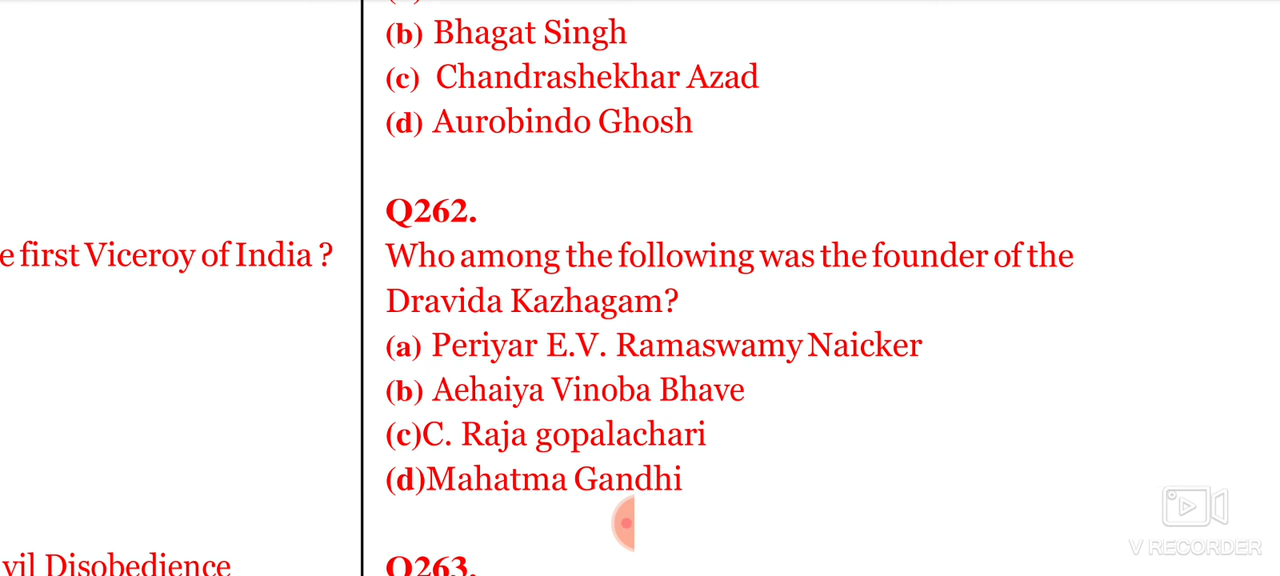 e first Viceroy of India ?
vil Disobedience
(b) Bhagat Singh
(c) Chandrashekhar Azad
(d) Aurobindo Ghosh
Q262.
Who among the following was the founder of the
Dravida Kazhagam?
(a) Periyar E.V. Ramaswamy Naicker
(b) Aehaiya Vinoba Bhave
(c)C. Raja gopalachari
(d)Mahatma Gandhi
Q263.
V RECORDER